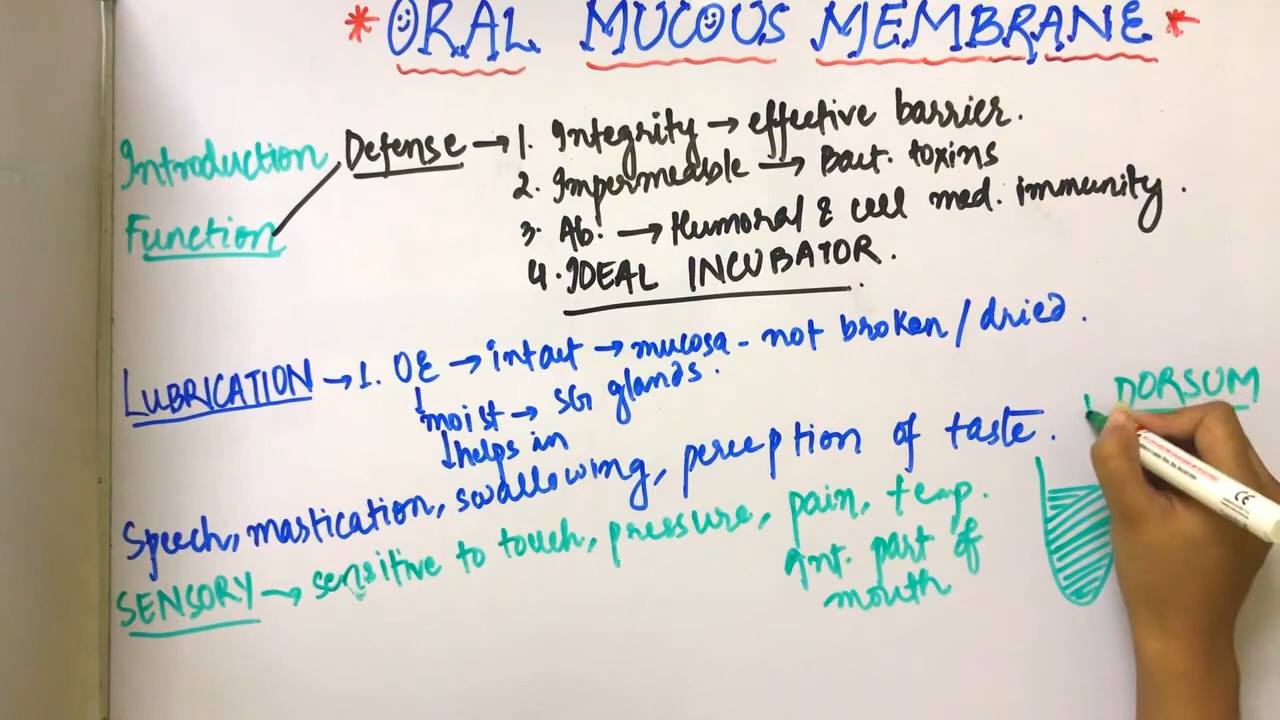 * ORAL MUCOUS MEMBRANE *
Introduction
Function
Defense → 1. Integrity → effective barrier.
2. Impermeable → Bact. toxins
3. Ab. → Humoral & cell med. immunity.
4. IDEAL INCUBATOR.
LUBRICATION → 1. OE → intact → mucosa - not broken / dried.
↓
moist → SG glands.
↓ helps in
Speech, mastication, swallowing, perception of taste.
SENSORY → sensitive to touch, pressure, pain, temp.
Ant. part of
mouth
DORSUM
CE